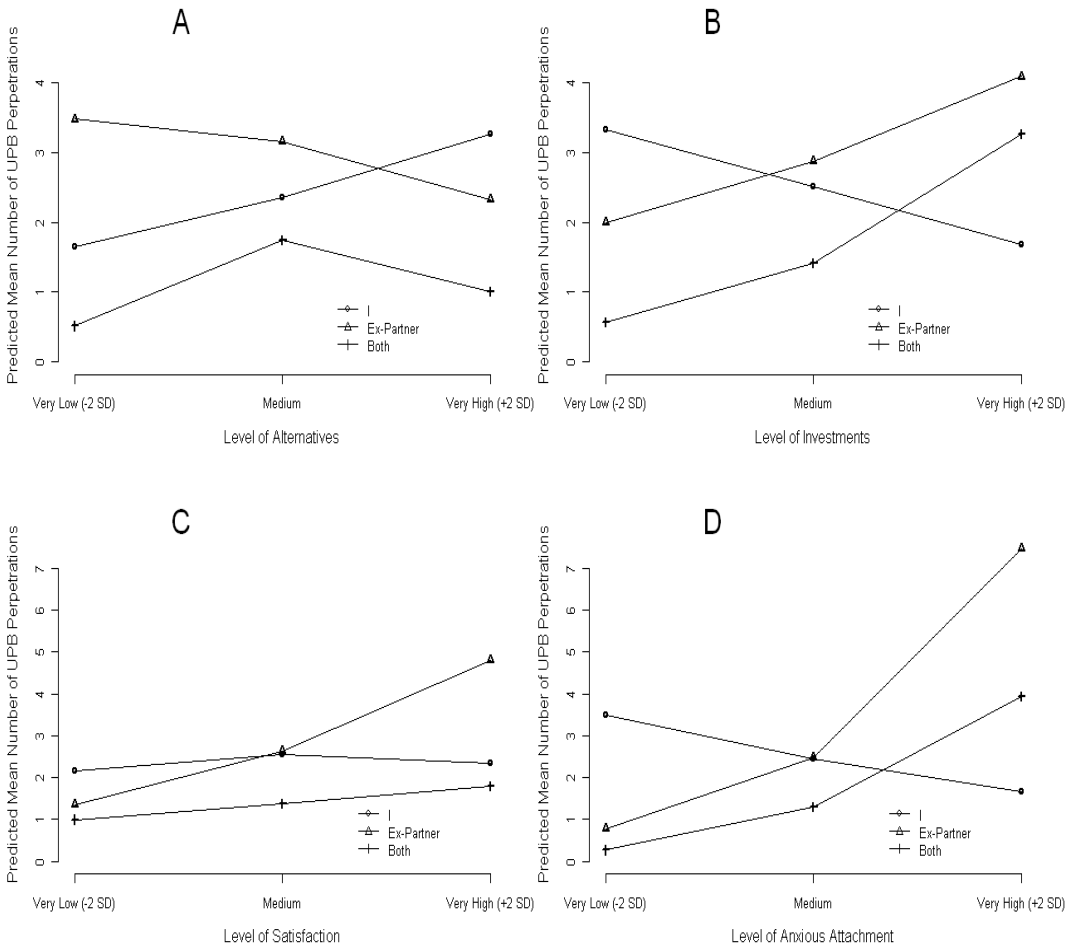 A
Predicted Mean Number of UPB Perpetrations
4
3
2
1
0
I
Ex-Partner
Both
Very Low (-2 SD)
Medium
Very High (+2 SD)
Level of Alternatives
B
Predicted Mean Number of UPB Perpetrations
4
3
2
1
0
I
Ex-Partner
Both
Very Low (-2 SD)
Medium
Very High (+2 SD)
Level of Investments
C
Predicted Mean Number of UPB Perpetrations
7
6
5
4
3
2
1
0
I
Ex-Partner
Both
Very Low (-2 SD)
Medium
Very High (+2 SD)
Level of Satisfaction
D
Predicted Mean Number of UPB Perpetrations
7
6
5
4
3
2
1
0
I
Ex-Partner
Both
Very Low (-2 SD)
Medium
Very High (+2 SD)
Level of Anxious Attachment